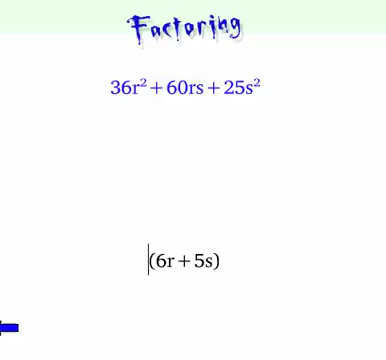 Factoring
36r² + 60rs + 25s²
(6r + 5s)